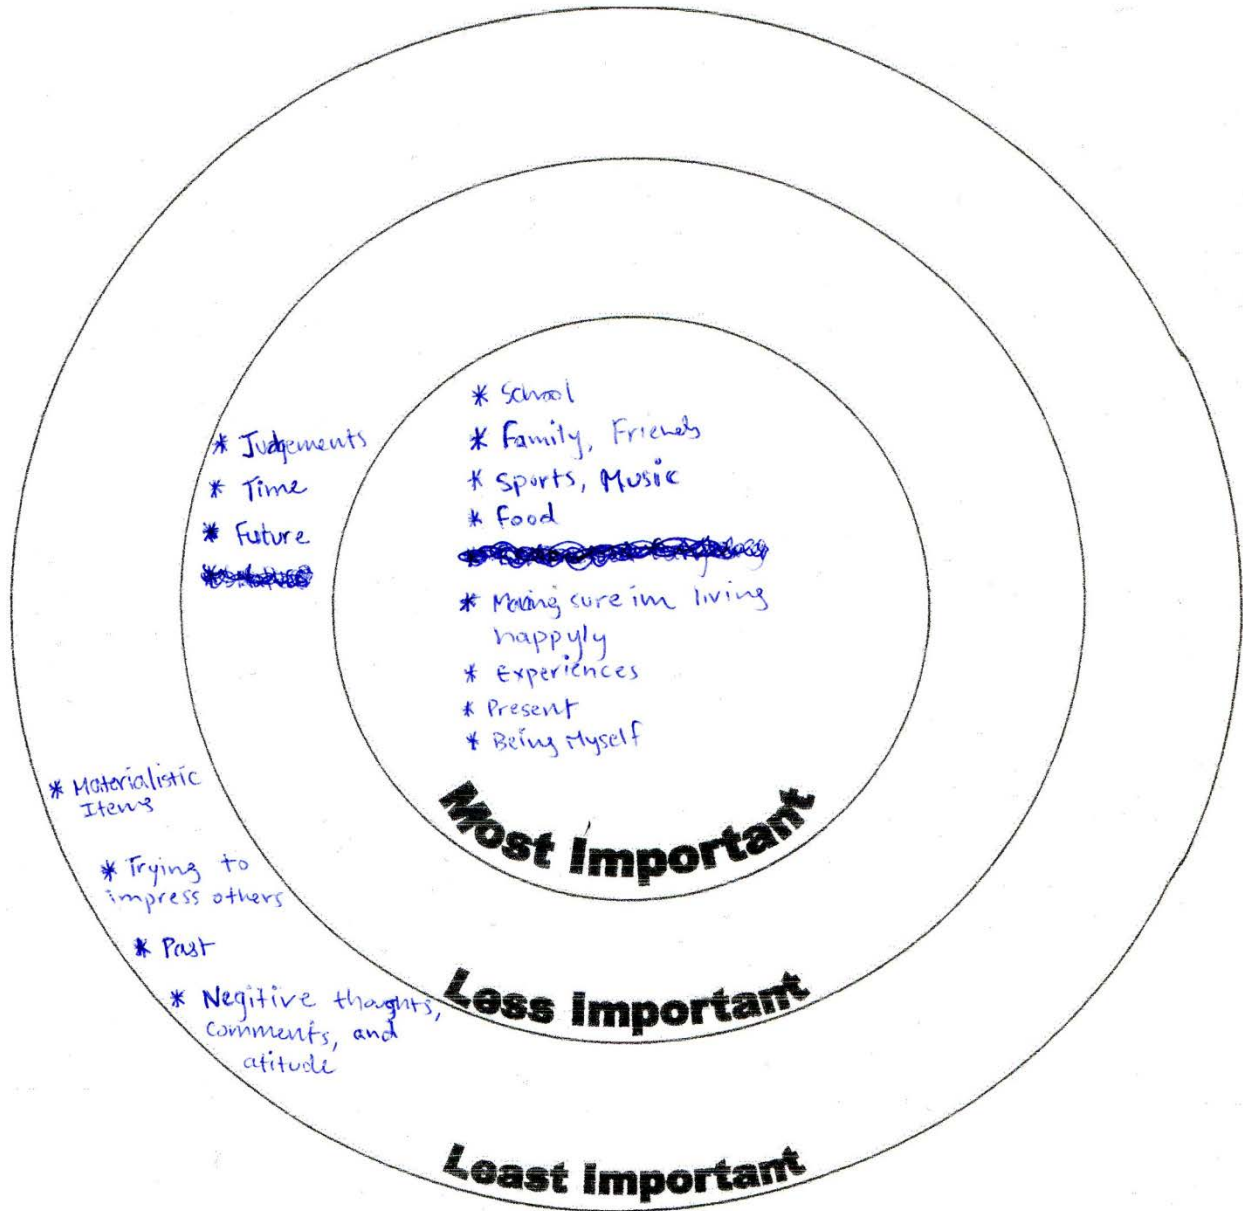 * School
* Family, Friends
* Sports, Music
* Food
* Making sure im living
happyly
* Experiences
* Present
* Being Myself
Most Important
* Judgements
* Time
* Future
Less Important
* Materialistic
Items
* Trying to
impress others
* Past
* Negitive thoughts,
comments, and
atitude
Least Important